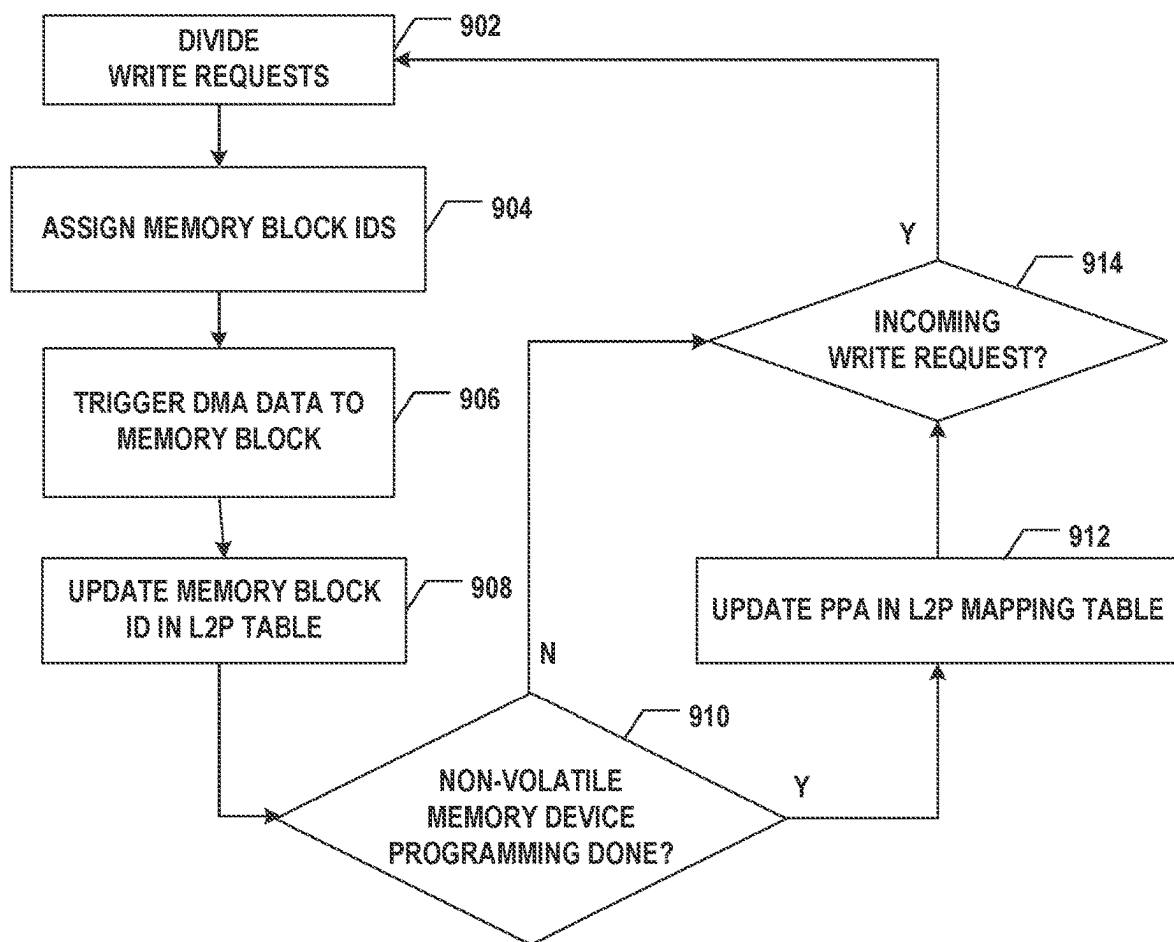 DIVIDE
WRITE REQUESTS
902
ASSIGN MEMORY BLOCK IDS
904
TRIGGER DMA DATA TO
MEMORY BLOCK
906
UPDATE MEMORY BLOCK
ID IN L2P TABLE
908
NON-VOLATILE
MEMORY DEVICE
PROGRAMMING DONE?
910
N
Y
UPDATE PPA IN L2P MAPPING TABLE
912
INCOMING
WRITE REQUEST?
914
Y